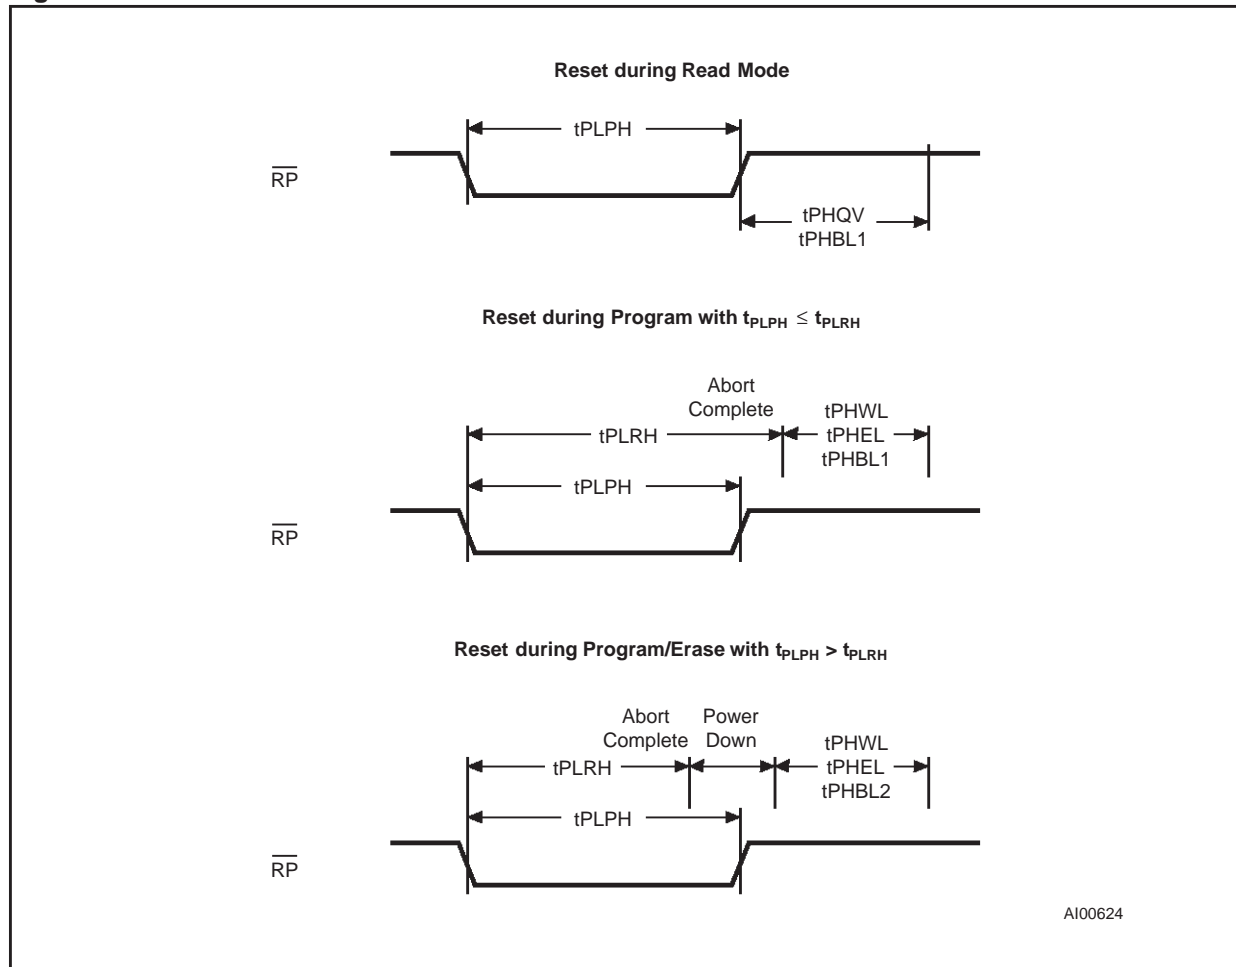 Reset during Read Mode
tPLPH
RP
tPHQV
tPHBL1
Reset during Program with tPLPH ≤ tPLRH
Abort
Complete
tPHWL
tPLRH
tPHEL
tPHBL1
tPLPH
RP
Reset during Program/Erase with tPLPH > tPLRH
Abort
Complete
Power
Down
tPHWL
tPLRH
tPHEL
tPHBL2
tPLPH
RP
AI00624